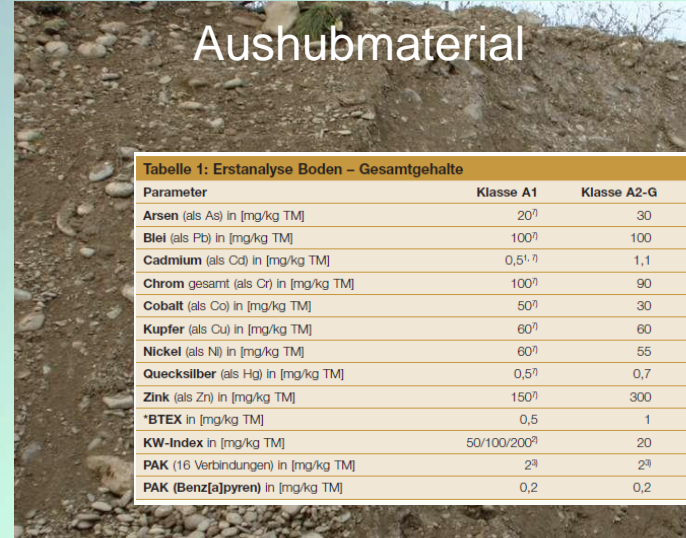 Aushubmaterial
Tabelle 1: Erstanalyse Boden – Gesamtgehalte
Parameter Klasse A1 Klasse A2-G
Arsen (als As) in [mg/kg TM] 20⁷⁾ 30
Blei (als Pb) in [mg/kg TM] 100⁷⁾ 100
Cadmium (als Cd) in [mg/kg TM] 0,5¹˒ ⁷⁾ 1,1
Chrom gesamt (als Cr) in [mg/kg TM] 100⁷⁾ 90
Cobalt (als Co) in [mg/kg TM] 50⁷⁾ 30
Kupfer (als Cu) in [mg/kg TM] 60⁷⁾ 60
Nickel (als Ni) in [mg/kg TM] 60⁷⁾ 55
Quecksilber (als Hg) in [mg/kg TM] 0,5⁷⁾ 0,7
Zink (als Zn) in [mg/kg TM] 150⁷⁾ 300
*BTEX in [mg/kg TM] 0,5 1
KW-Index in [mg/kg TM] 50/100/200²⁾ 20
PAK (16 Verbindungen) in [mg/kg TM] 2³⁾ 2³⁾
PAK (Benz[a]pyren) in [mg/kg TM] 0,2 0,2